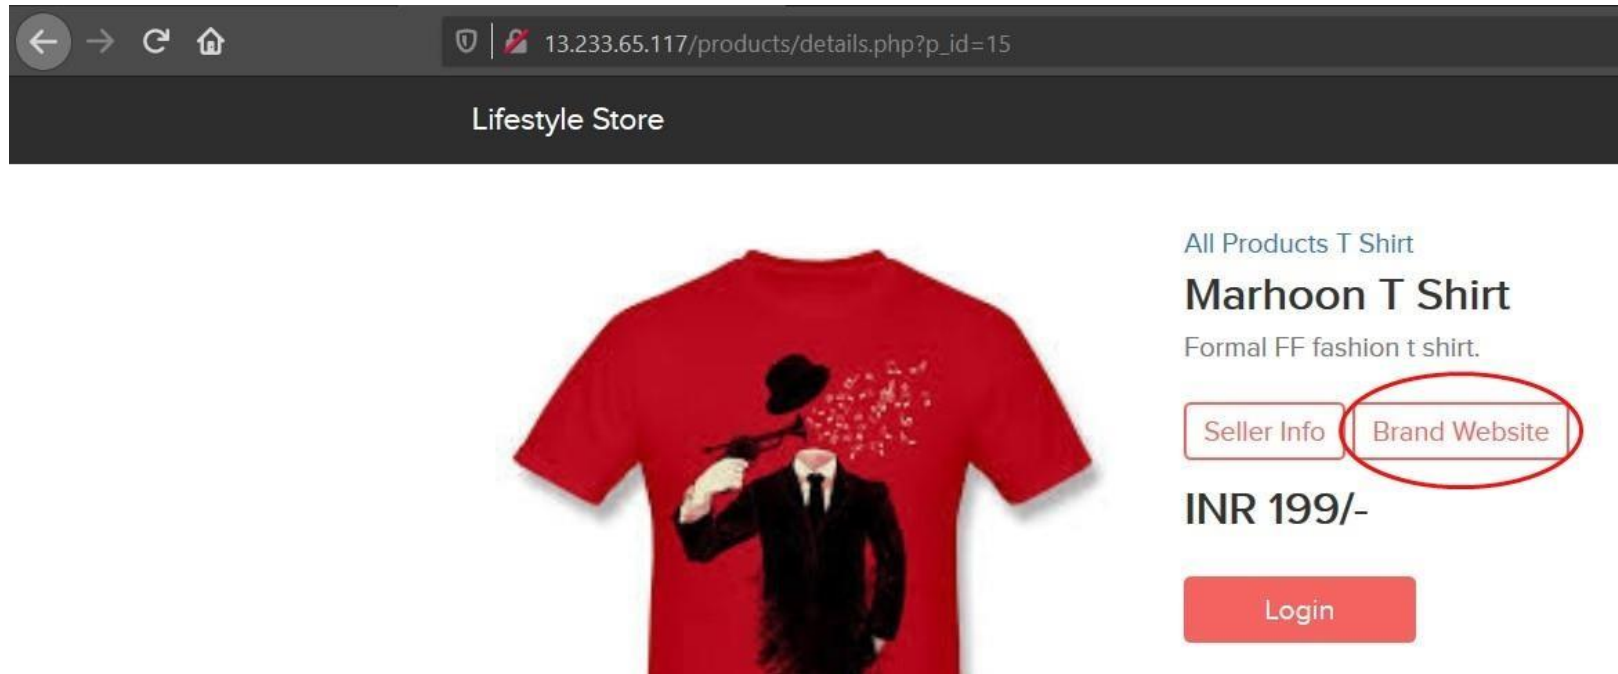 13.233.65.117/products/details.php?p_id=15
Lifestyle Store
All Products T Shirt
Marhoon T Shirt
Formal FF fashion t shirt.
Seller Info Brand Website
INR 199/-
Login